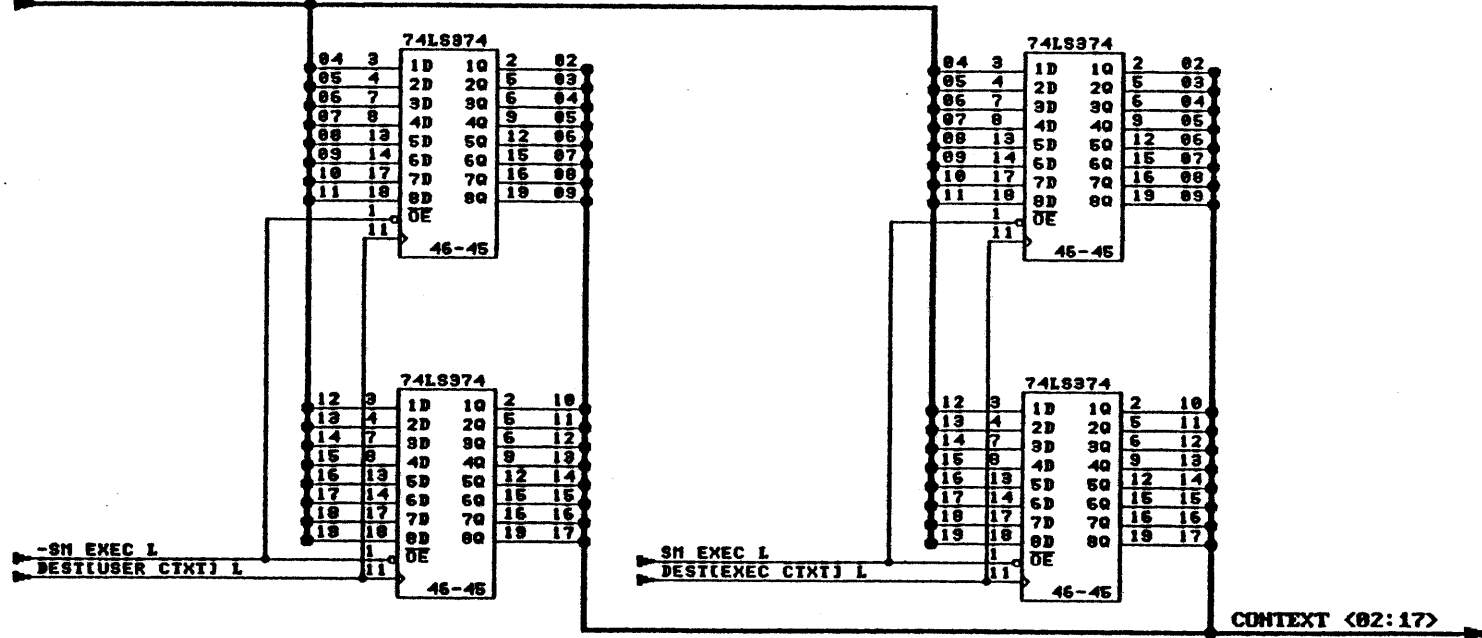 74LS374
04 3 1D 1Q 2 02
05 4 2D 2Q 5 03
06 7 3D 3Q 6 04
07 8 4D 4Q 9 05
08 13 5D 5Q 12 06
09 14 6D 6Q 15 07
10 17 7D 7Q 16 08
11 18 8D 8Q 19 09
1 OE
11
46-45
74LS374
04 3 1D 1Q 2 02
05 4 2D 2Q 5 03
06 7 3D 3Q 6 04
07 8 4D 4Q 9 05
08 13 5D 5Q 12 06
09 14 6D 6Q 15 07
10 17 7D 7Q 16 08
11 18 8D 8Q 19 09
1 OE
11
46-45
74LS374
12 3 1D 1Q 2 10
13 4 2D 2Q 5 11
14 7 3D 3Q 6 12
15 8 4D 4Q 9 13
16 13 5D 5Q 12 14
17 14 6D 6Q 15 15
18 17 7D 7Q 16 16
19 18 8D 8Q 19 17
-SM EXEC L 1 OE
DEST[USER CTXT] L 11
46-45
74LS374
12 3 1D 1Q 2 10
13 4 2D 2Q 5 11
14 7 3D 3Q 6 12
15 8 4D 4Q 9 13
16 13 5D 5Q 12 14
17 14 6D 6Q 15 15
18 17 7D 7Q 16 16
19 18 8D 8Q 19 17
SM EXEC L 1 OE
DEST[EXEC CTXT] L 11
46-45
CONTEXT <02:17>